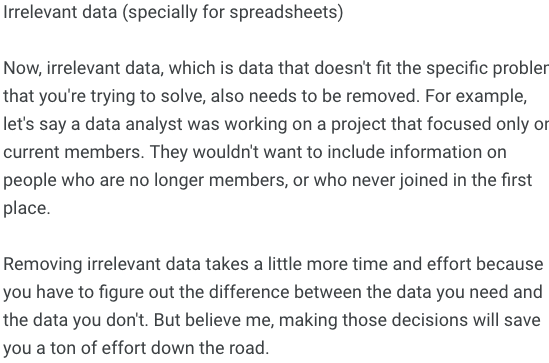 Irrelevant data (specially for spreadsheets)
Now, irrelevant data, which is data that doesn't fit the specific
that you're trying to solve, also needs to be removed. For example,
let's say a data analyst was working on a project that focused only
current members. They wouldn't want to include information on
people who are no longer members, or who never joined in the first
place.
Removing irrelevant data takes a little more time and effort because
you have to figure out the difference between the data you need and
the data you don't. But believe me, making those decisions will save
you a ton of effort down the road.